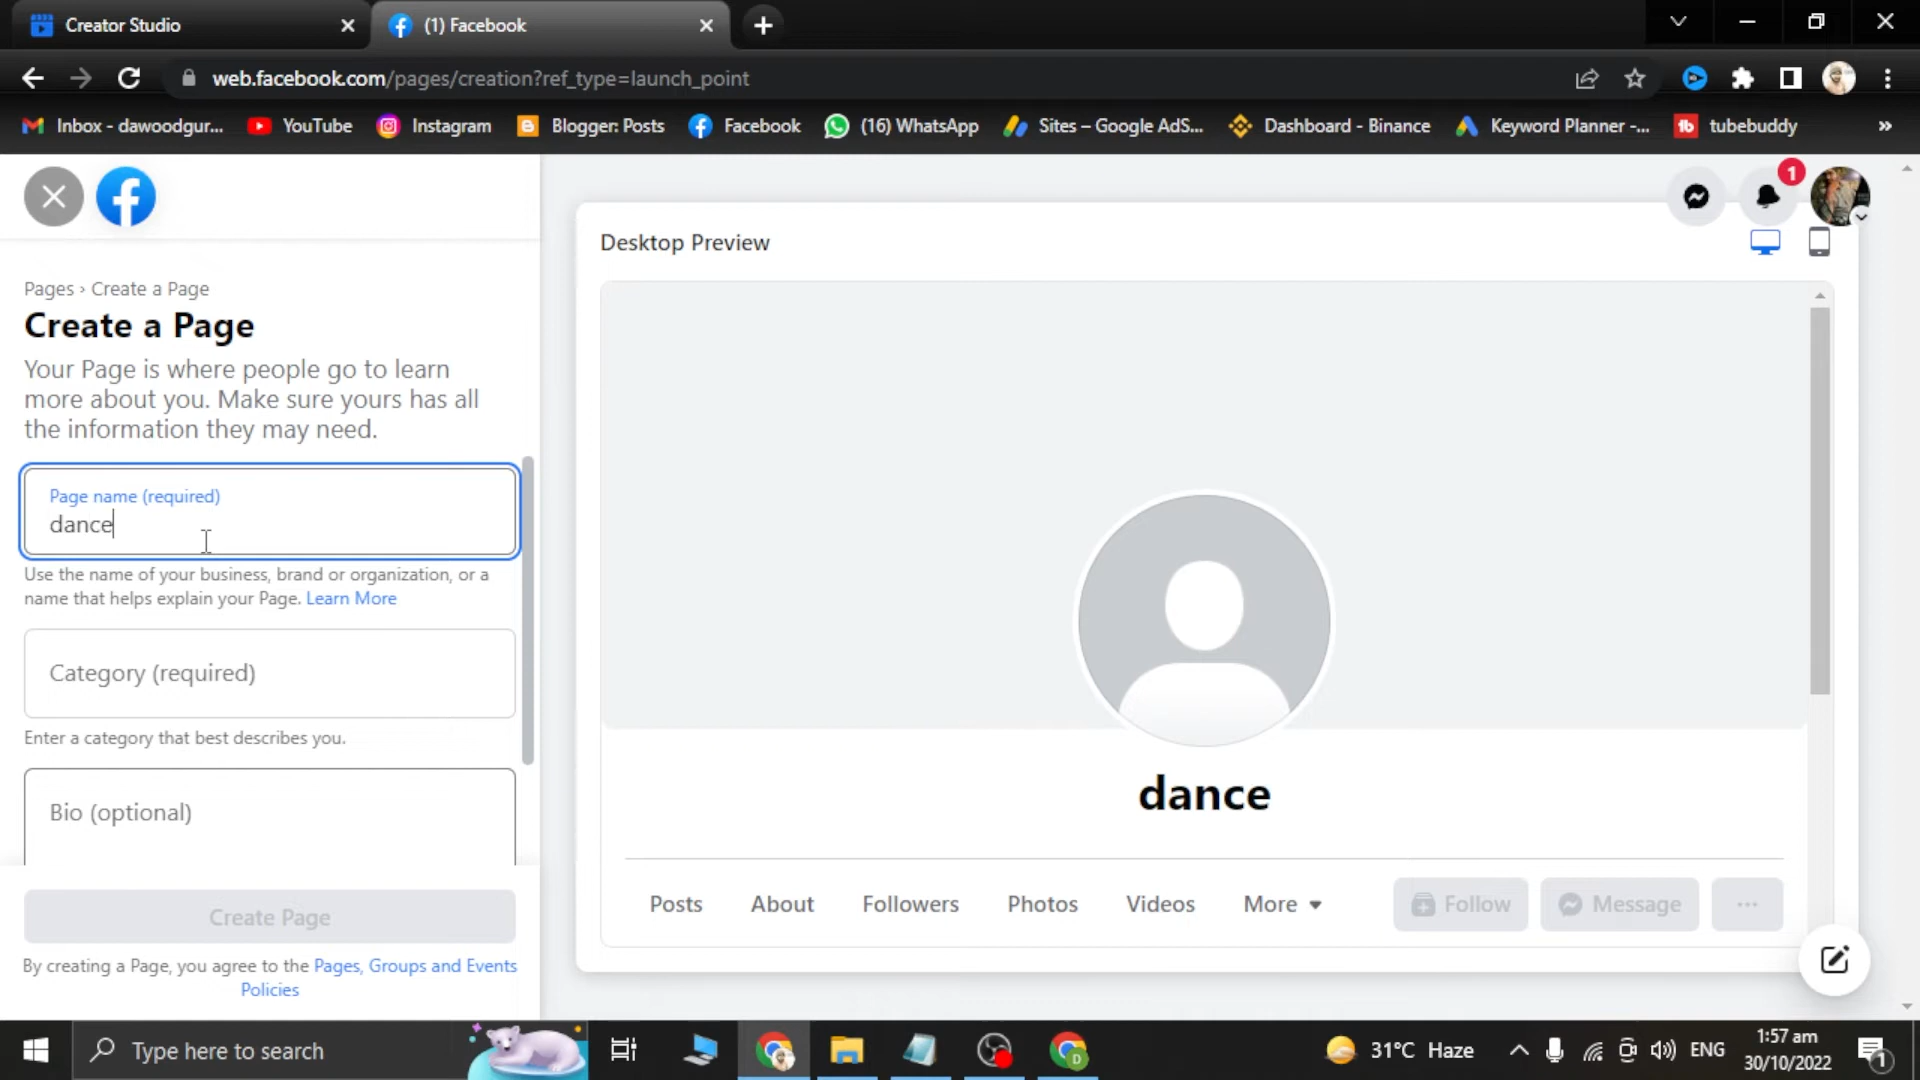 Creator Studio
(1) Facebook
web.facebook.com/pages/creation?ref_type=launch_point
Inbox - dawoodgur...
YouTube
Instagram
Blogger: Posts
Facebook
(16) WhatsApp
Sites – Google AdS...
Dashboard - Binance
Keyword Planner -...
tb
tubebuddy
»
1
Pages › Create a Page
Create a Page
Your Page is where people go to learn
more about you. Make sure yours has all
the information they may need.
Page name (required)
dance
Use the name of your business, brand or organization, or a
name that helps explain your Page. Learn More
Category (required)
Enter a category that best describes you.
Bio (optional)
Create Page
By creating a Page, you agree to the Pages, Groups and Events
Policies
Desktop Preview
dance
Posts
About
Followers
Photos
Videos
More
Follow
Message
...
Type here to search
D
31°C Haze
ENG
1:57 am
30/10/2022
1